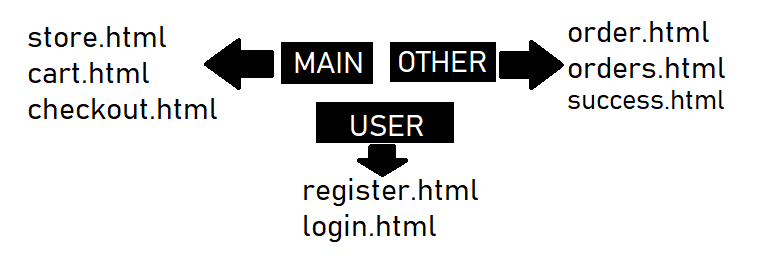 store.html
cart.html
checkout.html
MAIN
OTHER
order.html
orders.html
success.html
USER
register.html
login.html